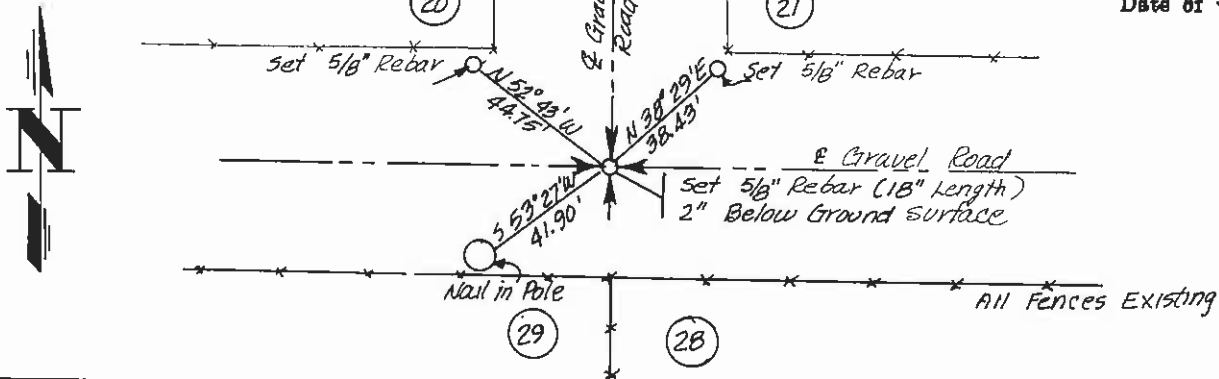 20
21
Date of
℄ Gravel Road
Set 5/8" Rebar
Set 5/8" Rebar
N 52° 43' W
44.75'
N 38° 29' E
38.43'
N
℄ Gravel Road
Set 5/8" Rebar (18" Length)
2" Below Ground Surface
S 53° 27' W
41.90'
Nail in Pole
All Fences Existing
29
28